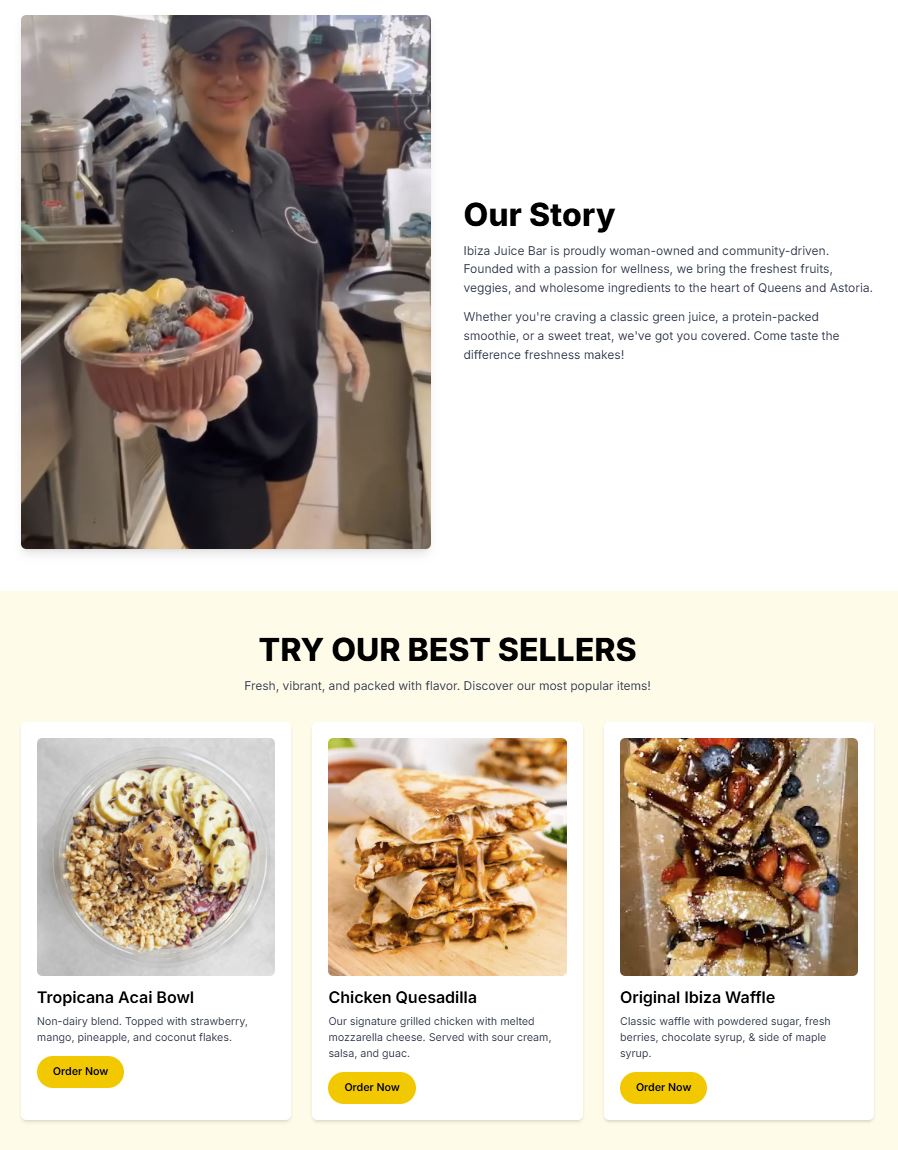 Our Story
Ibiza Juice Bar is proudly woman-owned and community-driven.
Founded with a passion for wellness, we bring the freshest fruits,
veggies, and wholesome ingredients to the heart of Queens and Astoria.
Whether you're craving a classic green juice, a protein-packed
smoothie, or a sweet treat, we've got you covered. Come taste the
difference freshness makes!
TRY OUR BEST SELLERS
Fresh, vibrant, and packed with flavor. Discover our most popular items!
Tropicana Acai Bowl
Non-dairy blend. Topped with strawberry,
mango, pineapple, and coconut flakes.
Order Now
Chicken Quesadilla
Our signature grilled chicken with melted
mozzarella cheese. Served with sour cream,
salsa, and guac.
Order Now
Original Ibiza Waffle
Classic waffle with powdered sugar, fresh
berries, chocolate syrup, & side of maple
syrup.
Order Now